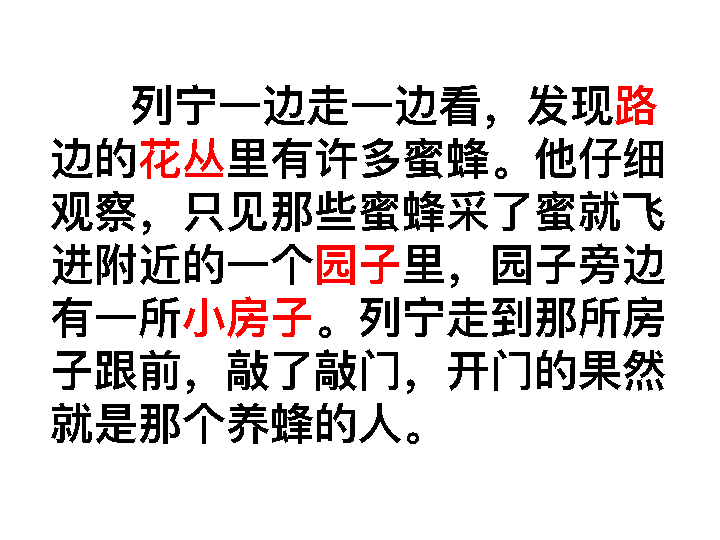 列宁一边走一边看，发现路
边的花丛里有许多蜜蜂。他仔细
观察，只见那些蜜蜂采了蜜就飞
进附近的一个园子里，园子旁边
有一所小房子。列宁走到那所房
子跟前，敲了敲门，开门的果然
就是那个养蜂的人。